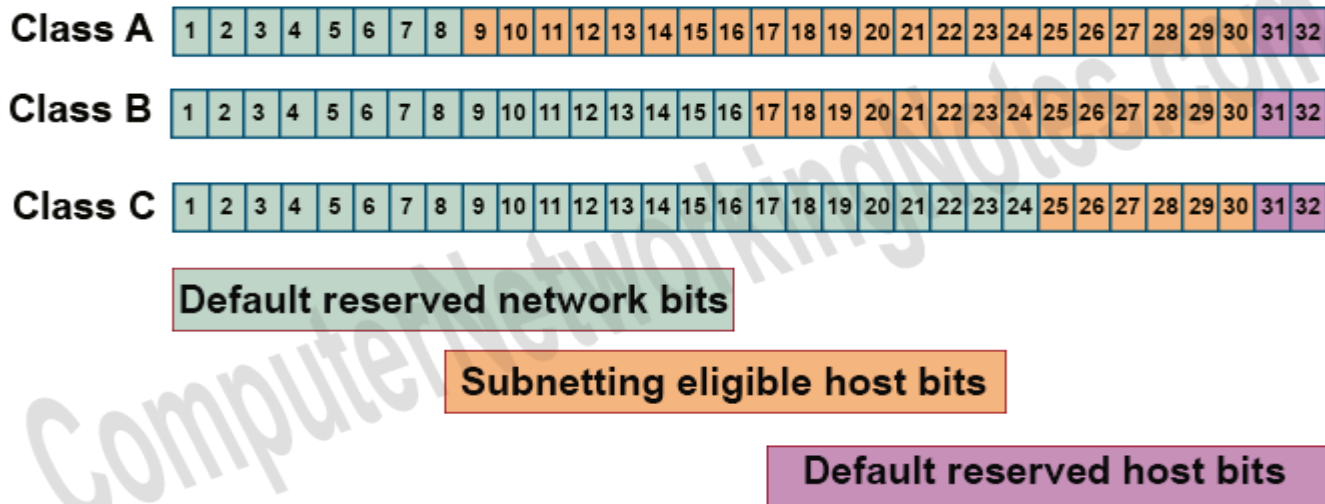 Class A 1 2 3 4 5 6 7 8 9 10 11 12 13 14 15 16 17 18 19 20 21 22 23 24 25 26 27 28 29 30 31 32
Class B 1 2 3 4 5 6 7 8 9 10 11 12 13 14 15 16 17 18 19 20 21 22 23 24 25 26 27 28 29 30 31 32
Class C 1 2 3 4 5 6 7 8 9 10 11 12 13 14 15 16 17 18 19 20 21 22 23 24 25 26 27 28 29 30 31 32
Default reserved network bits
Subnetting eligible host bits
Default reserved host bits
ComputerNetworkingNotes.com